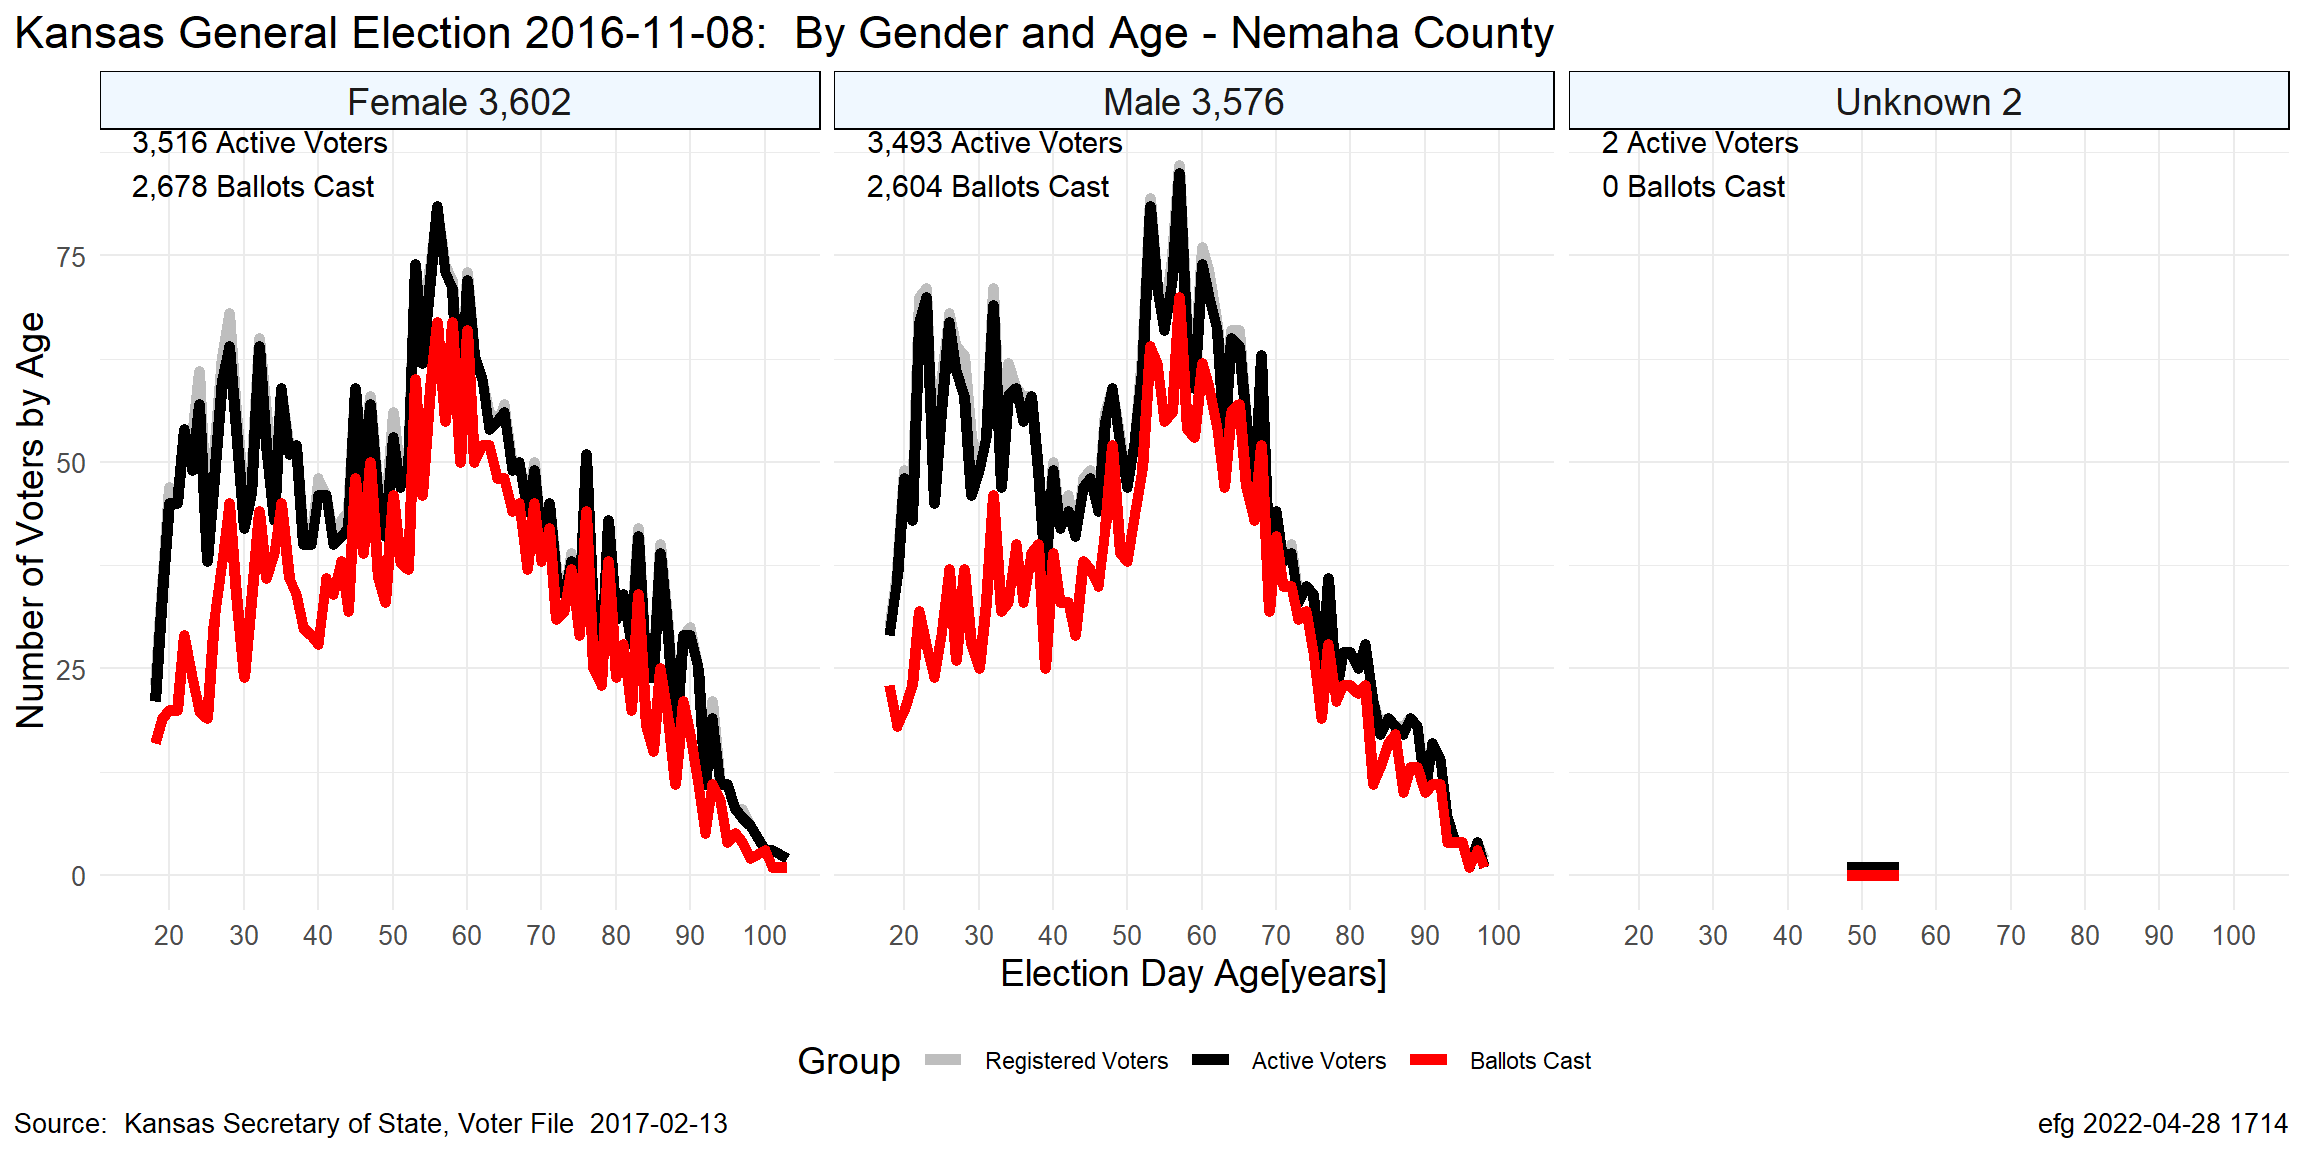 Kansas General Election 2016-11-08:  By Gender and Age - Nemaha County
Female 3,602
Male 3,576
Unknown 2
3,516 Active Voters
2,678 Ballots Cast
3,493 Active Voters
2,604 Ballots Cast
2 Active Voters
0 Ballots Cast
Number of Voters by Age
75
50
25
0
20 30 40 50 60 70 80 90 100
20 30 40 50 60 70 80 90 100
20 30 40 50 60 70 80 90 100
Election Day Age[years]
Group Registered Voters Active Voters Ballots Cast
Source:  Kansas Secretary of State, Voter File  2017-02-13
efg 2022-04-28 1714